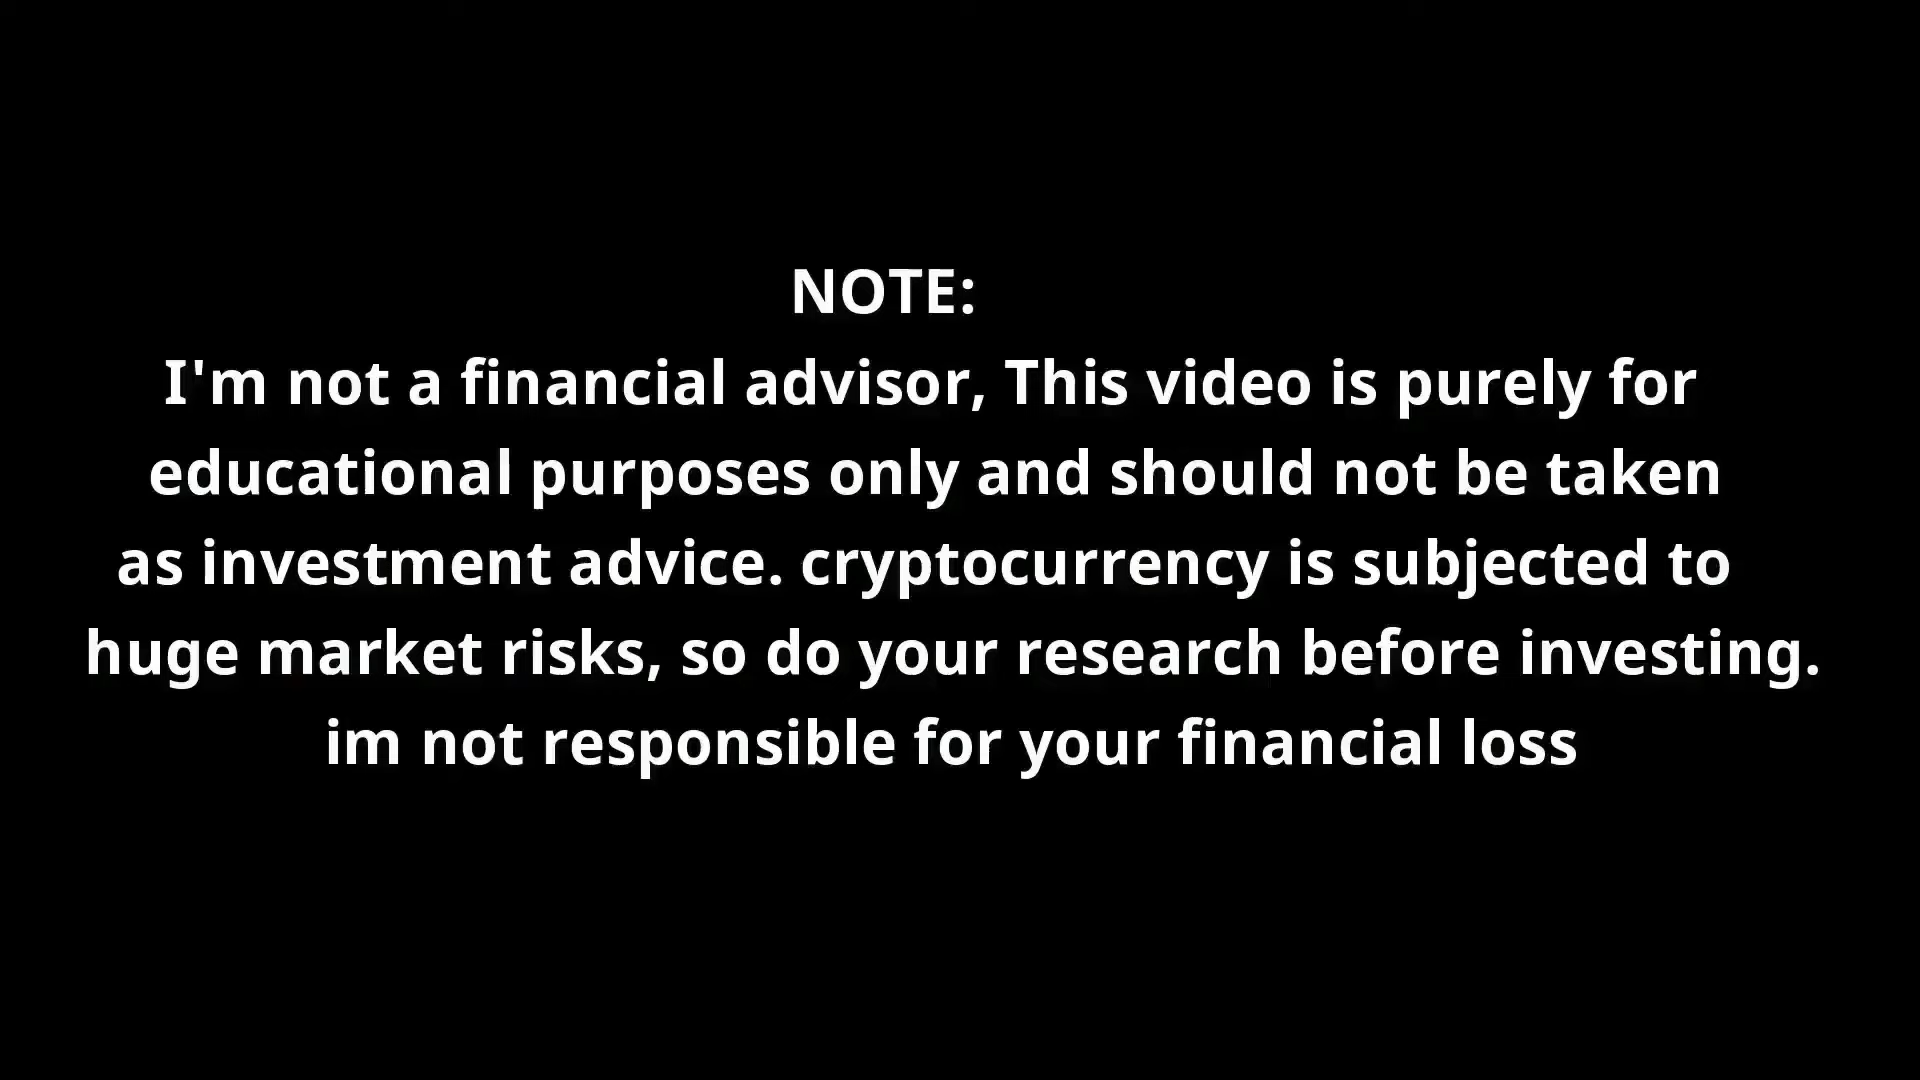 NOTE:
I'm not a financial advisor, This video is purely for
educational purposes only and should not be taken
as investment advice. cryptocurrency is subjected to
huge market risks, so do your research before investing.
im not responsible for your financial loss